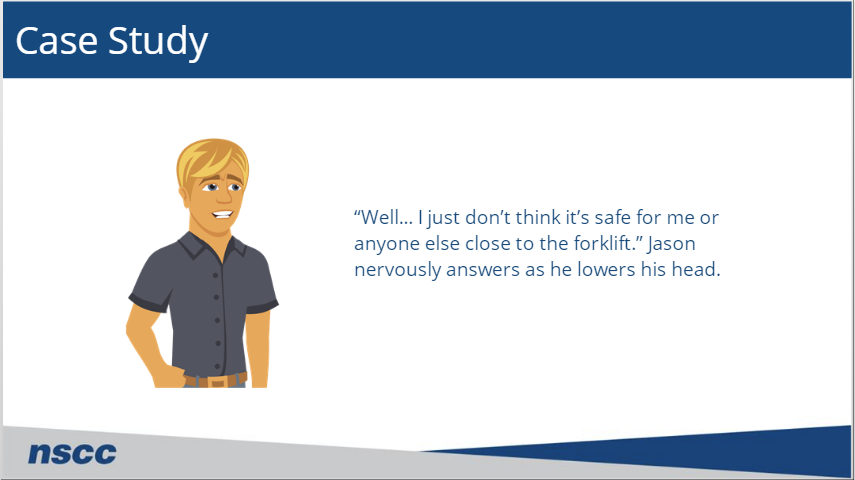 Case Study
“Well... I just don’t think it’s safe for me or
anyone else close to the forklift.” Jason
nervously answers as he lowers his head.
nscc